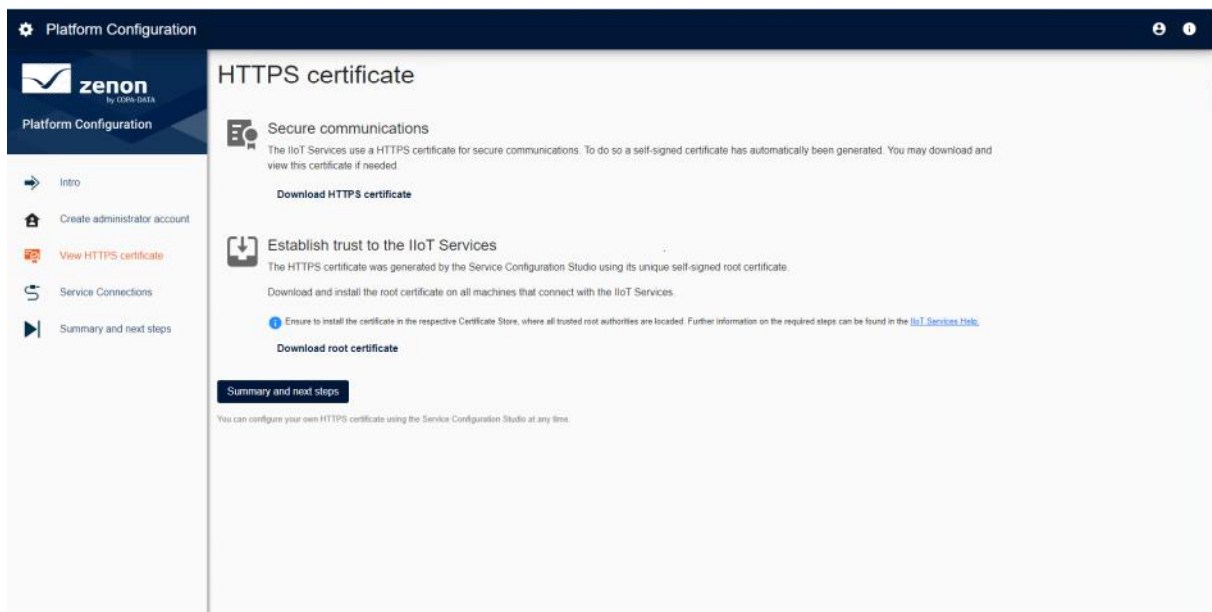 Platform Configuration
zenon
by COPA-DATA
Platform Configuration
Intro
Create administrator account
View HTTPS certificate
Service Connections
Summary and next steps
HTTPS certificate
Secure communications
The IIoT Services use a HTTPS certificate for secure communications. To do so a self-signed certificate has automatically been generated. You may download and
view this certificate if needed.
Download HTTPS certificate
Establish trust to the IIoT Services
The HTTPS certificate was generated by the Service Configuration Studio using its unique self-signed root certificate.
Download and install the root certificate on all machines that connect with the IIoT Services.
Ensure to install the certificate in the respective Certificate Store, where all trusted root authorities are locaded. Further information on the required steps can be found in the IIoT Services Help.
Download root certificate
Summary and next steps
You can configure your own HTTPS certificate using the Service Configuration Studio at any time.